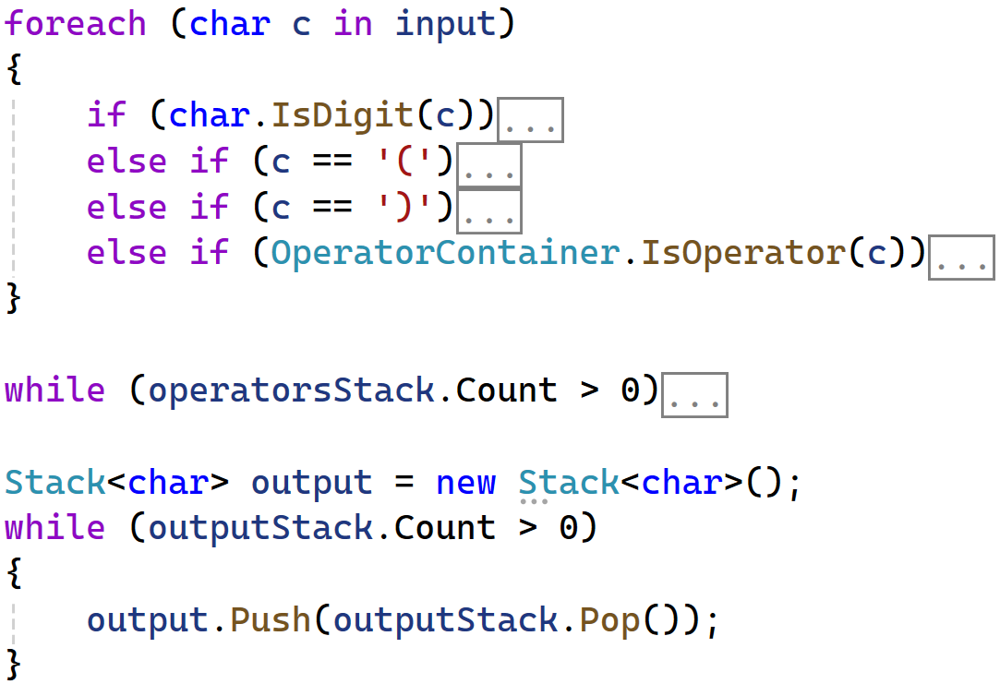 foreach (char c in input)
{
    if (char.IsDigit(c))...
    else if (c == '(')...
    else if (c == ')')...
    else if (OperatorContainer.IsOperator(c))...
}

while (operatorsStack.Count > 0)...

Stack<char> output = new Stack<char>();
while (outputStack.Count > 0)
{
    output.Push(outputStack.Pop());
}